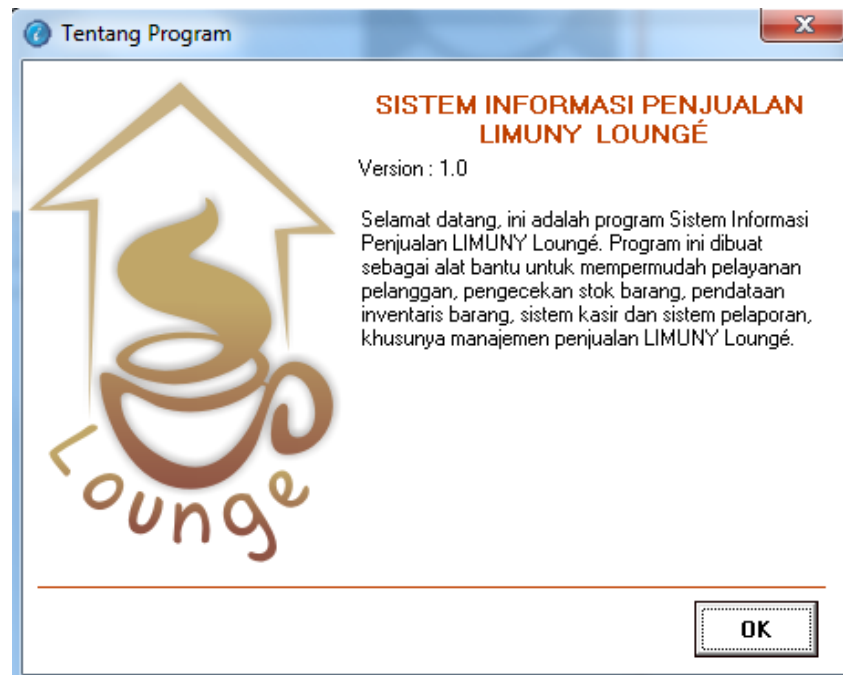 Tentang Program
SISTEM INFORMASI PENJUALAN
LIMUNY LOUNGÉ
Version : 1.0
Selamat datang, ini adalah program Sistem Informasi
Penjualan LIMUNY Loungé. Program ini dibuat
sebagai alat bantu untuk mempermudah pelayanan
pelanggan, pengecekan stok barang, pendataan
inventaris barang, sistem kasir dan sistem pelaporan,
khusunya manajemen penjualan LIMUNY Loungé.
Lounge
OK